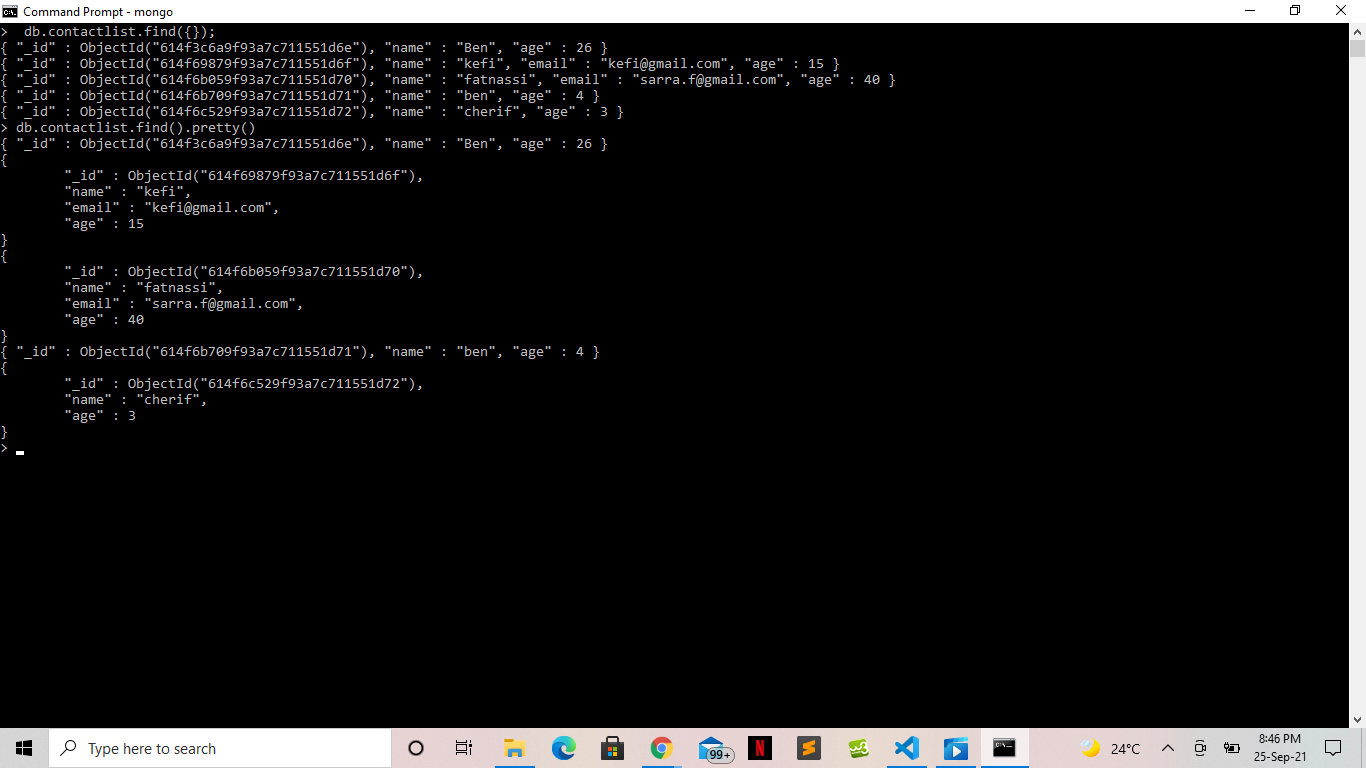 Command Prompt - mongo
>  db.contactlist.find({});
{ "_id" : ObjectId("614f3c6a9f93a7c711551d6e"), "name" : "Ben", "age" : 26 }
{ "_id" : ObjectId("614f69879f93a7c711551d6f"), "name" : "kefi", "email" : "kefi@gmail.com", "age" : 15 }
{ "_id" : ObjectId("614f6b059f93a7c711551d70"), "name" : "fatnassi", "email" : "sarra.f@gmail.com", "age" : 40 }
{ "_id" : ObjectId("614f6b709f93a7c711551d71"), "name" : "ben", "age" : 4 }
{ "_id" : ObjectId("614f6c529f93a7c711551d72"), "name" : "cherif", "age" : 3 }
> db.contactlist.find().pretty()
{ "_id" : ObjectId("614f3c6a9f93a7c711551d6e"), "name" : "Ben", "age" : 26 }
{
        "_id" : ObjectId("614f69879f93a7c711551d6f"),
        "name" : "kefi",
        "email" : "kefi@gmail.com",
        "age" : 15
}
{
        "_id" : ObjectId("614f6b059f93a7c711551d70"),
        "name" : "fatnassi",
        "email" : "sarra.f@gmail.com",
        "age" : 40
}
{ "_id" : ObjectId("614f6b709f93a7c711551d71"), "name" : "ben", "age" : 4 }
{
        "_id" : ObjectId("614f6c529f93a7c711551d72"),
        "name" : "cherif",
        "age" : 3
}
>
Type here to search
99+
N
24°C
8:46 PM
25-Sep-21